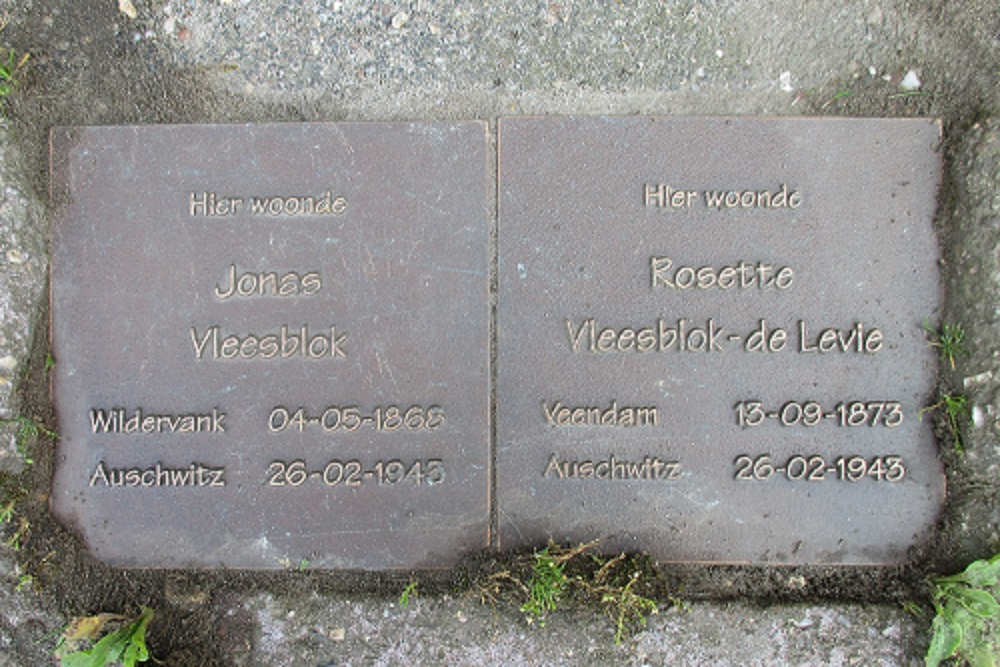 Hier woonde
Jonas
Vleesblok
Wildervank 04-05-1868
Auschwitz 26-02-1943
Hier woonde
Rosette
Vleesblok-de Levie
Veendam 13-09-1873
Auschwitz 26-02-1943